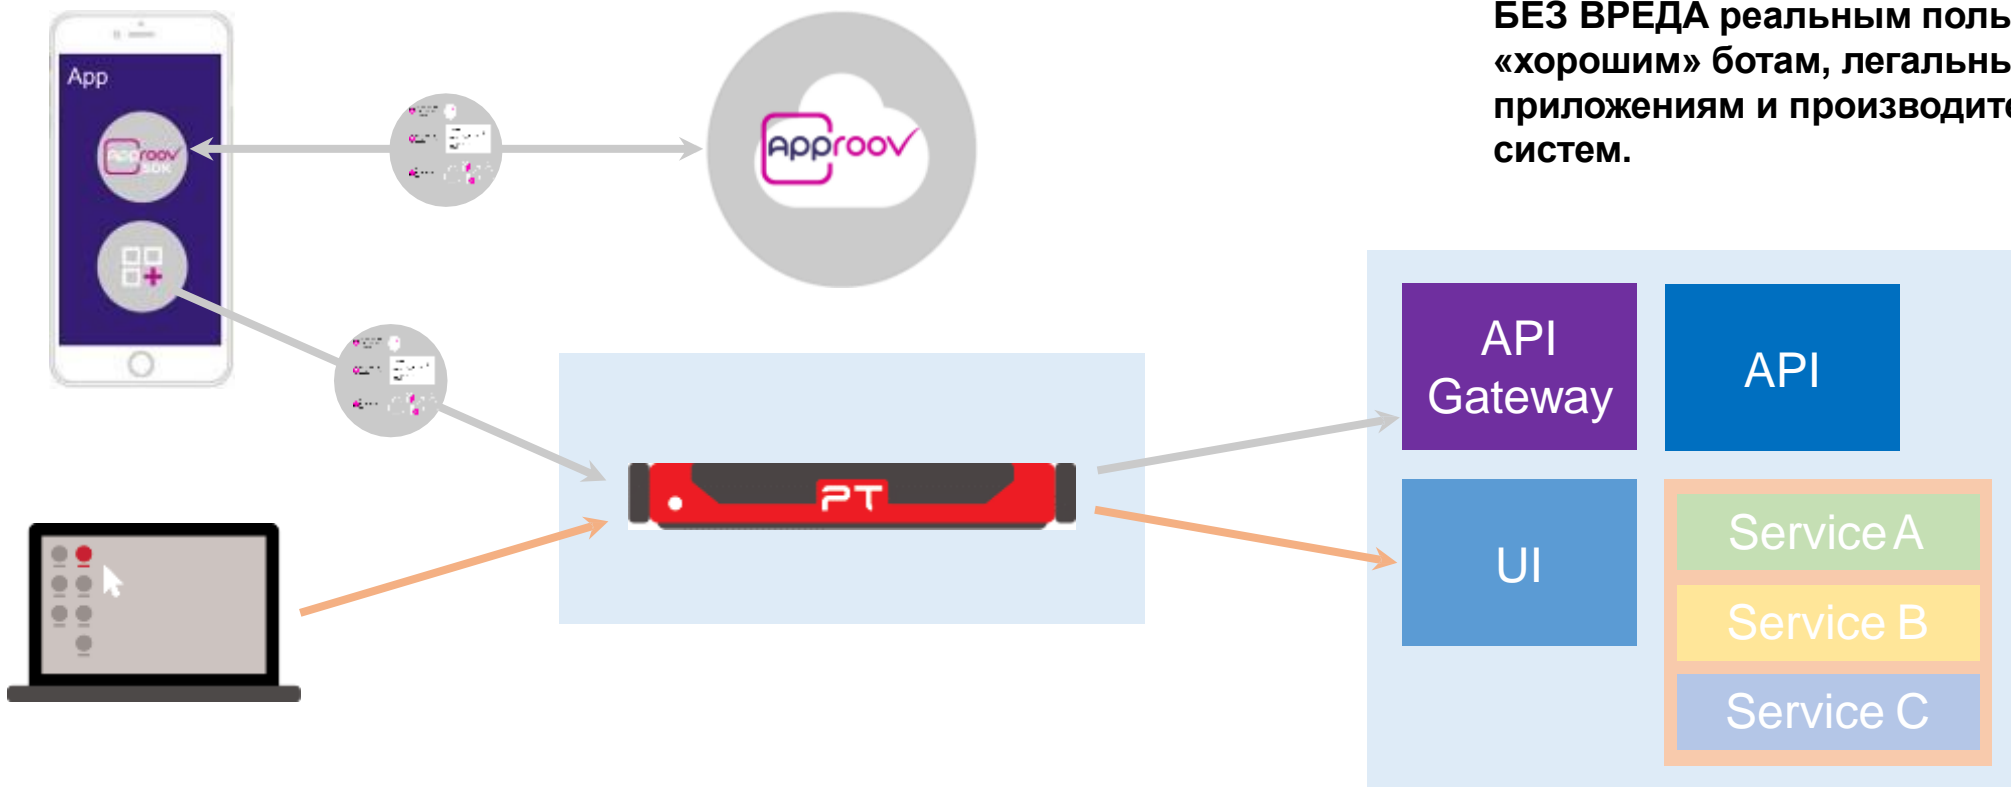 БЕЗ ВРЕДА реальным поль
«хорошим» ботам, легальны
приложениям и производит
систем.
App
Approov
SDK
Approov
API
Gateway
API
PT
UI
Service A
Service B
Service C